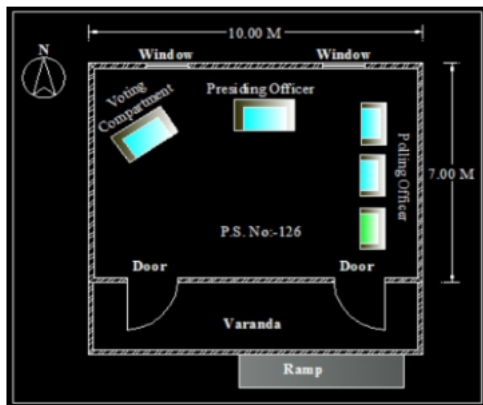 10.00 M
N
Window
Window
Voting
Compartment
Presiding Officer
Polling Officer
7.00 M
P.S. No:-126
Door
Door
Varanda
Ramp